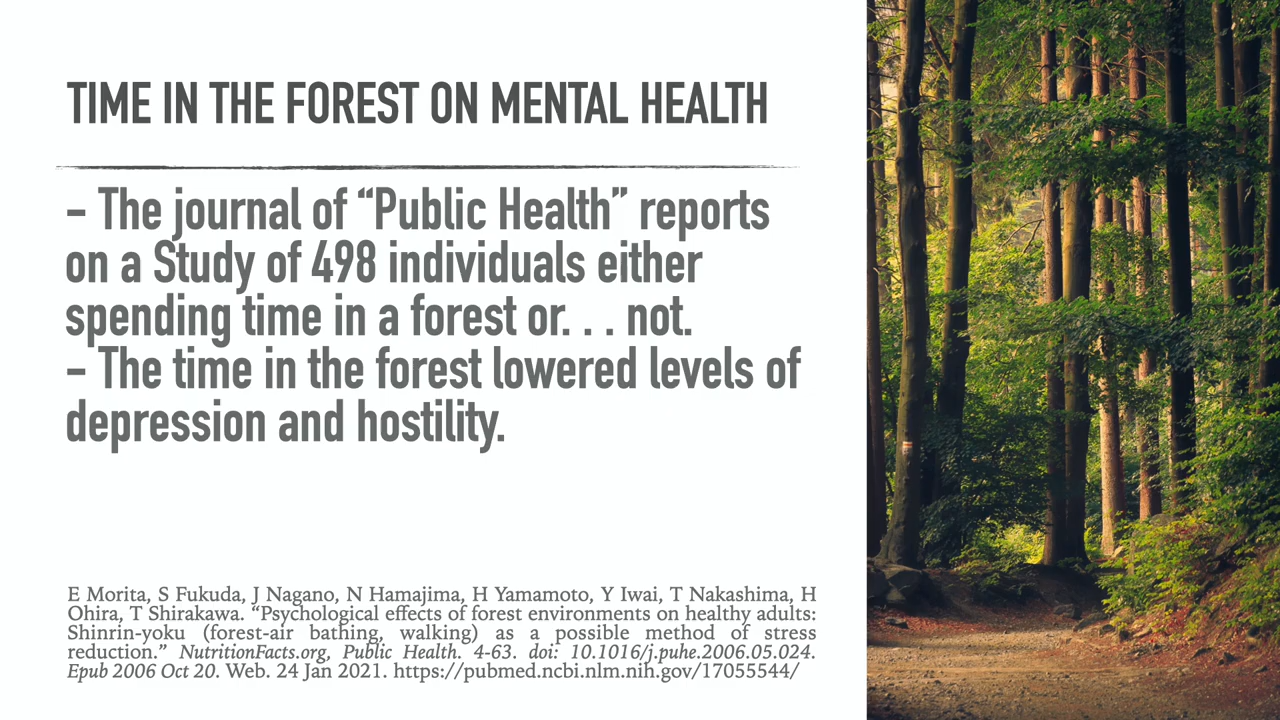 TIME IN THE FOREST ON MENTAL HEALTH
– The journal of “Public Health” reports
on a Study of 498 individuals either
spending time in a forest or. . . not.
– The time in the forest lowered levels of
depression and hostility.
E Morita, S Fukuda, J Nagano, N Hamajima, H Yamamoto, Y Iwai, T Nakashima, H
Ohira, T Shirakawa. “Psychological effects of forest environments on healthy adults:
Shinrin-yoku (forest-air bathing, walking) as a possible method of stress
reduction.” NutritionFacts.org, Public Health. 4-63. doi: 10.1016/j.puhe.2006.05.024.
Epub 2006 Oct 20. Web. 24 Jan 2021. https://pubmed.ncbi.nlm.nih.gov/17055544/